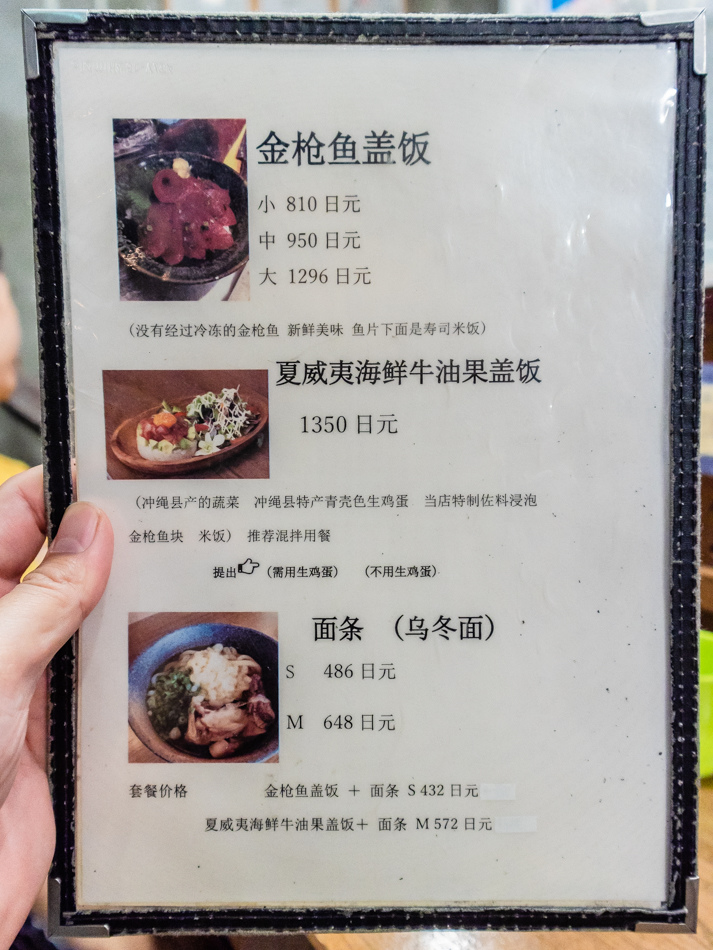 金枪鱼盖饭
小 810 日元
中 950 日元
大 1296 日元
（没有经过冷冻的金枪鱼 新鲜美味 鱼片下面是寿司米饭）
夏威夷海鲜牛油果盖饭
1350 日元
（冲绳县产的蔬菜 冲绳县特产青壳色生鸡蛋 当店特制佐料浸泡
金枪鱼块 米饭） 推荐混拌用餐
提出（需用生鸡蛋） （不用生鸡蛋）
面条 （乌冬面）
S 486 日元
M 648 日元
套餐价格 金枪鱼盖饭 ＋ 面条 S 432 日元
夏威夷海鲜牛油果盖饭＋ 面条 M 572 日元